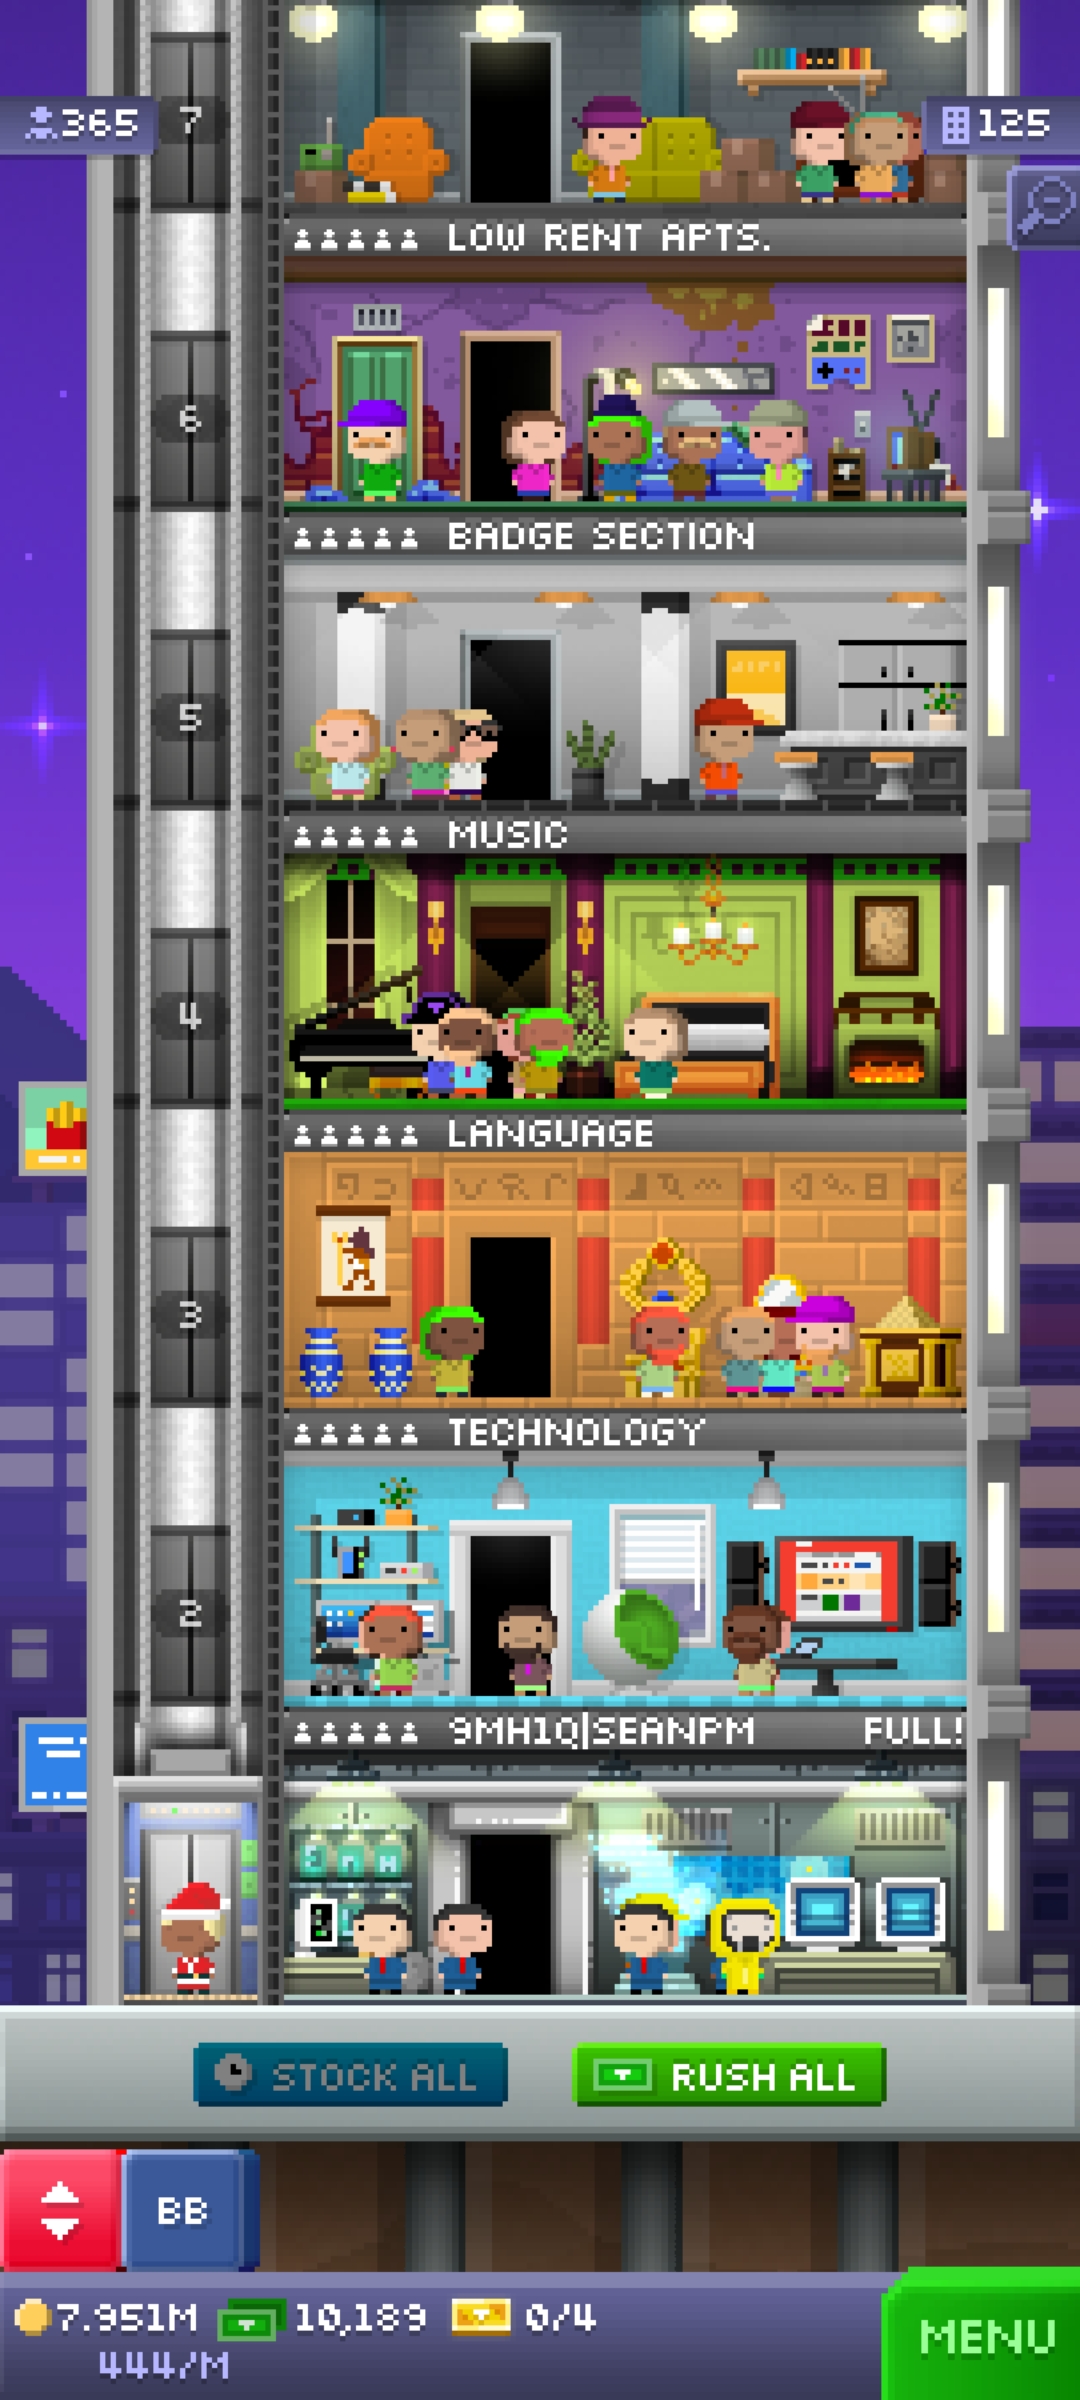 365
7
125
LOW RENT APTS.
6
BADGE SECTION
5
MUSIC
4
LANGUAGE
3
TECHNOLOGY
2
9MH1Q|SEANPM FULL!
STOCK ALL
RUSH ALL
BB
7.951M 10,189 0/4
444/M
MENU